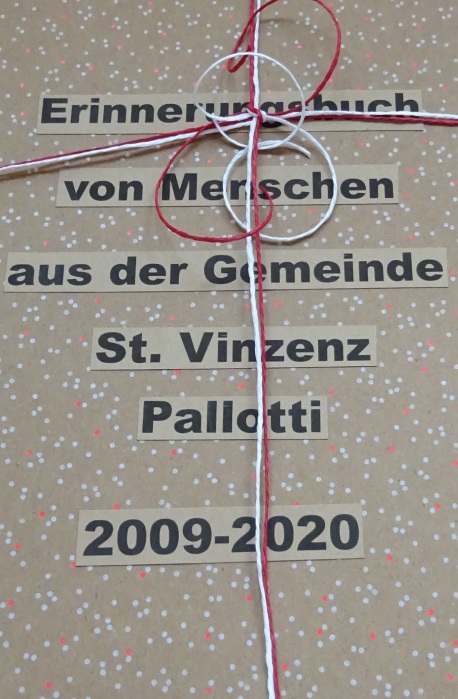 Erinnerungsbuch
von Menschen
aus der Gemeinde
St. Vinzenz
Pallotti
2009-2020